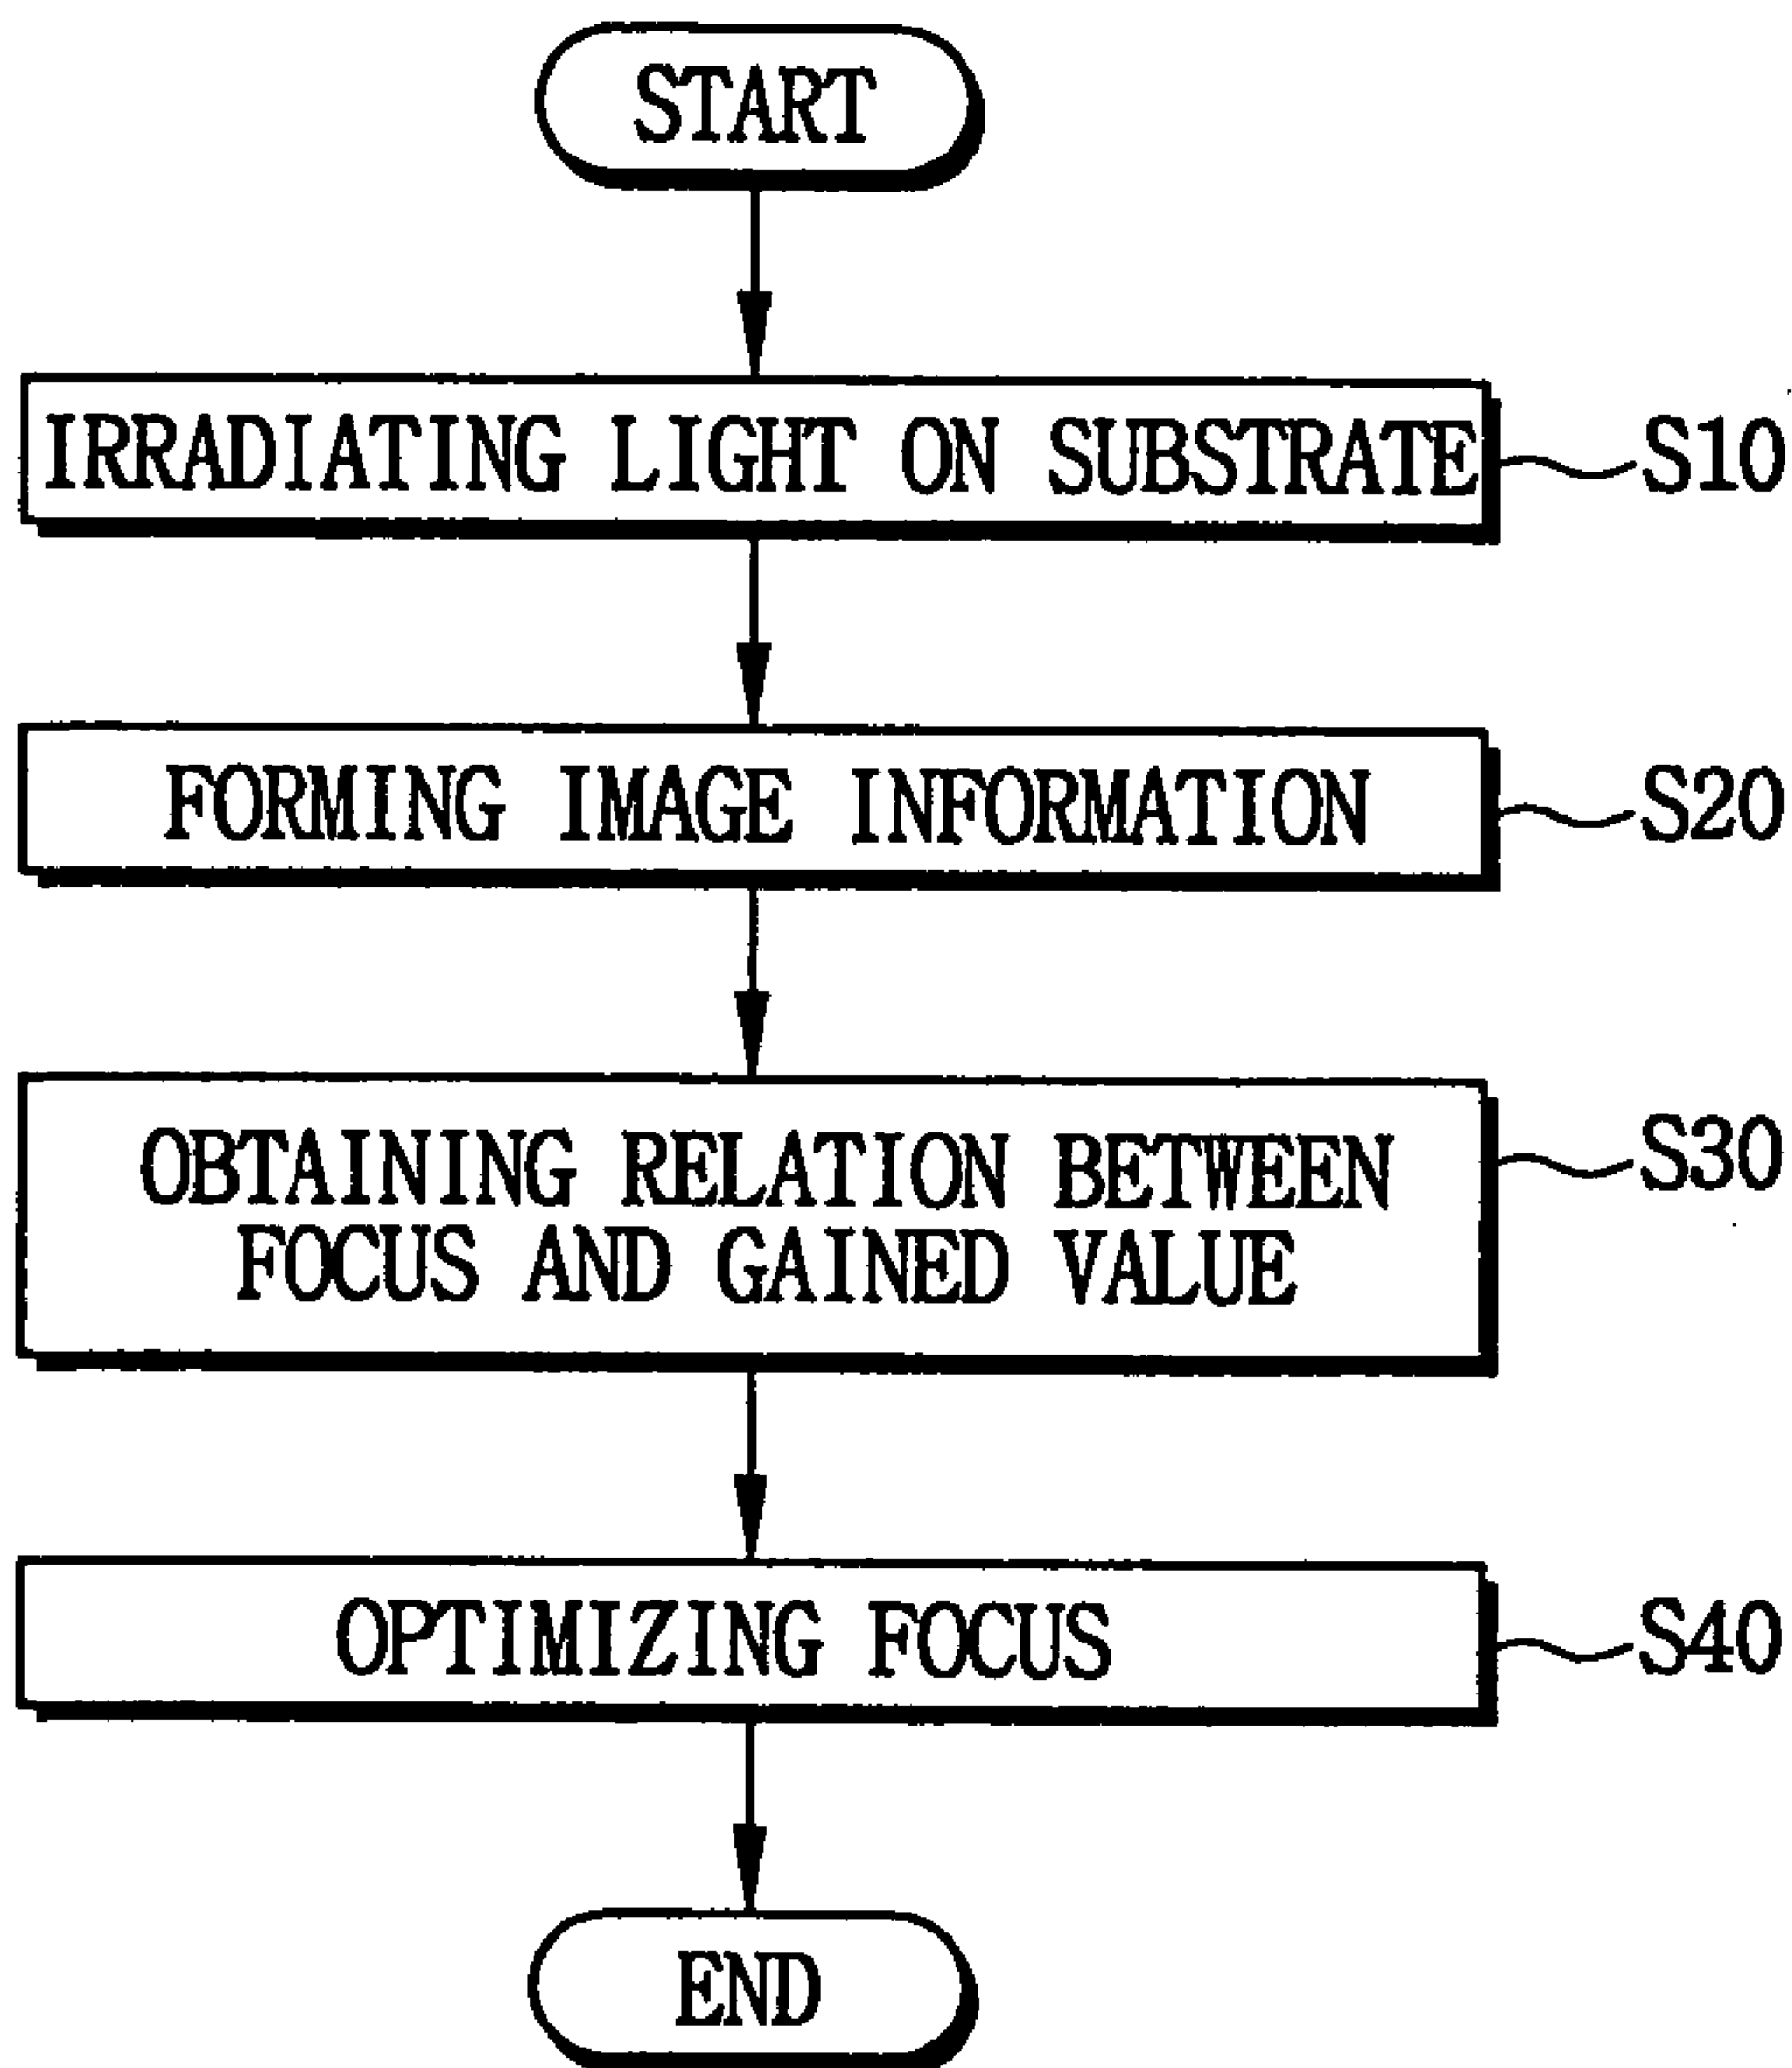 START
IRRADIATING LIGHT ON SUBSTRATE
S10
FORMING IMAGE INFORMATION
S20
OBTAINING RELATION BETWEEN
FOCUS AND GAINED VALUE
S30
OPTIMIZING FOCUS
S40
END